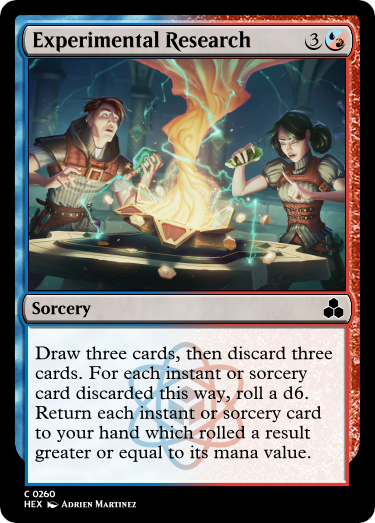 Experimental Research 3
Sorcery
Draw three cards, then discard three
cards. For each instant or sorcery
card discarded this way, roll a d6.
Return each instant or sorcery card
to your hand which rolled a result
greater or equal to its mana value.
C 0260
HEX Adrien Martinez